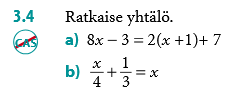 3.4 Ratkaise yhtälö.
CAS a) 8x − 3 = 2(x +1)+ 7
b) x/4 + 1/3 = x